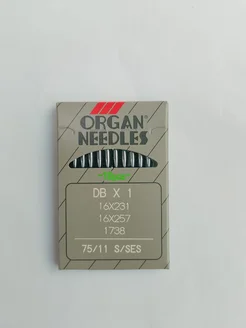 ORGAN®
NEEDLES
DB X 1
16X231
16X257
1738
75/11 S/SES